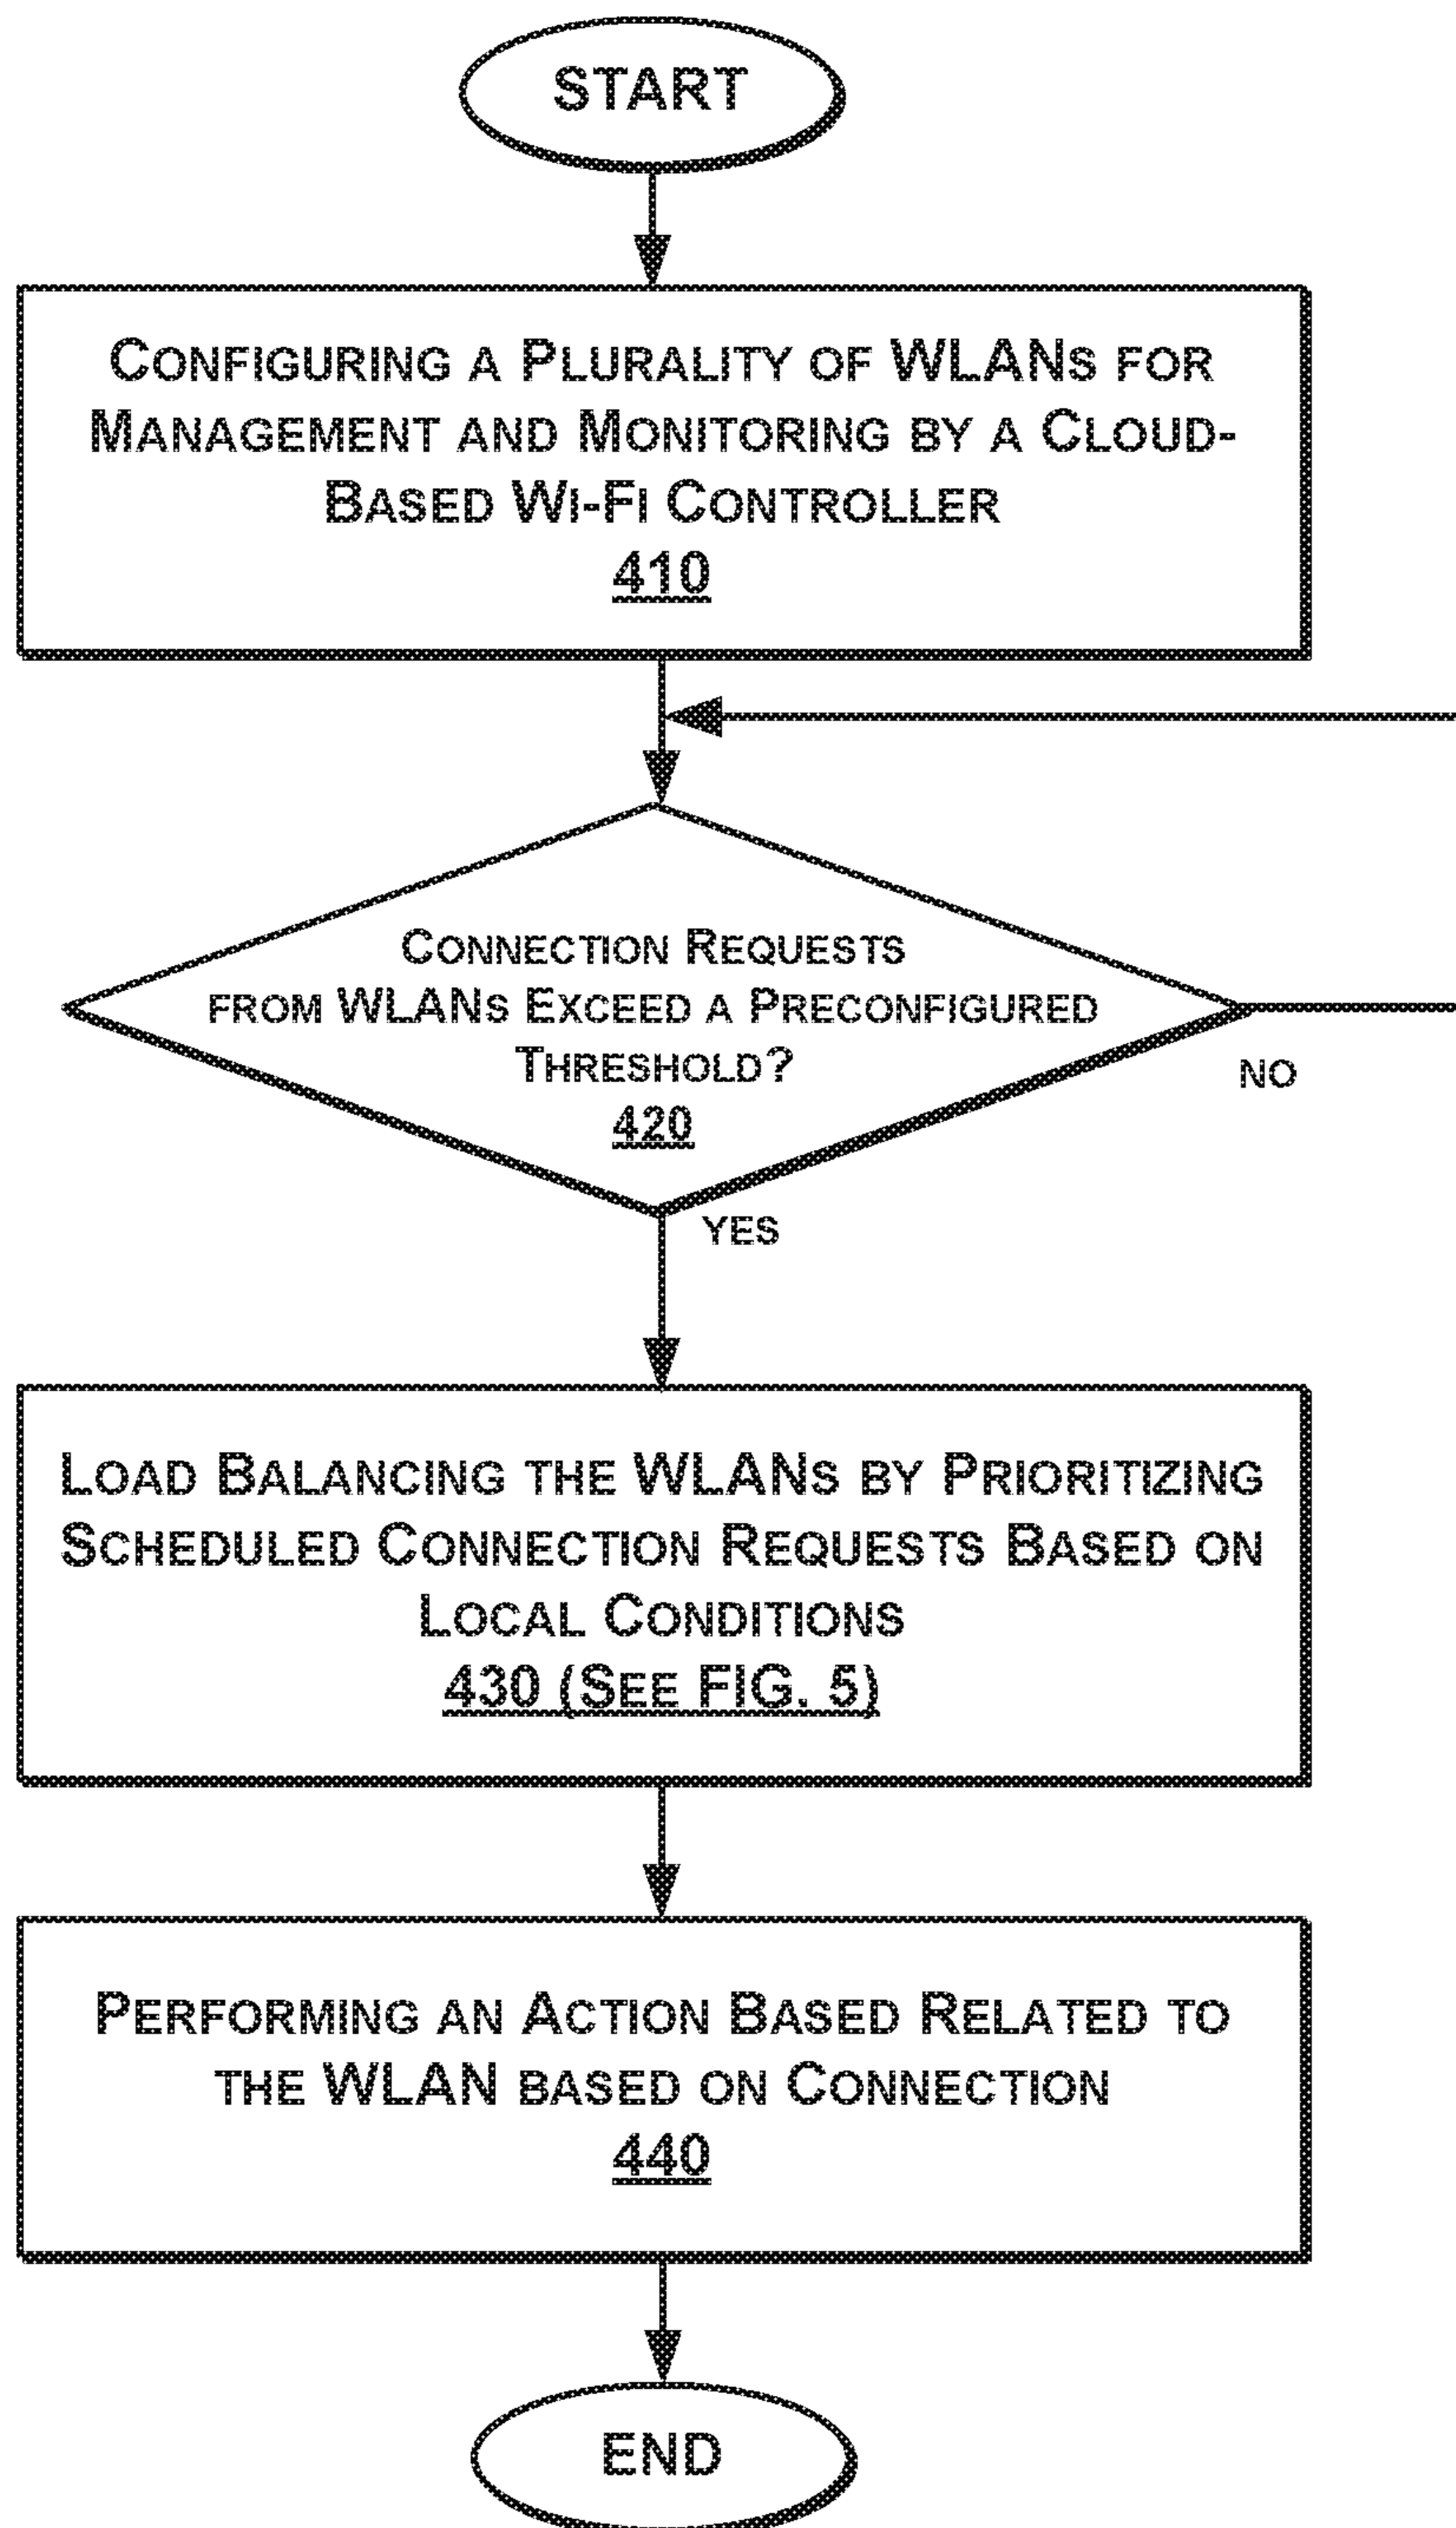 START
CONFIGURING A PLURALITY OF WLANS FOR
MANAGEMENT AND MONITORING BY A CLOUD-
BASED WI-FI CONTROLLER
410
CONNECTION REQUESTS
FROM WLANS EXCEED A PRECONFIGURED
THRESHOLD?
420
NO
YES
LOAD BALANCING THE WLANS BY PRIORITIZING
SCHEDULED CONNECTION REQUESTS BASED ON
LOCAL CONDITIONS
430 (SEE FIG. 5)
PERFORMING AN ACTION BASED RELATED TO
THE WLAN BASED ON CONNECTION
440
END